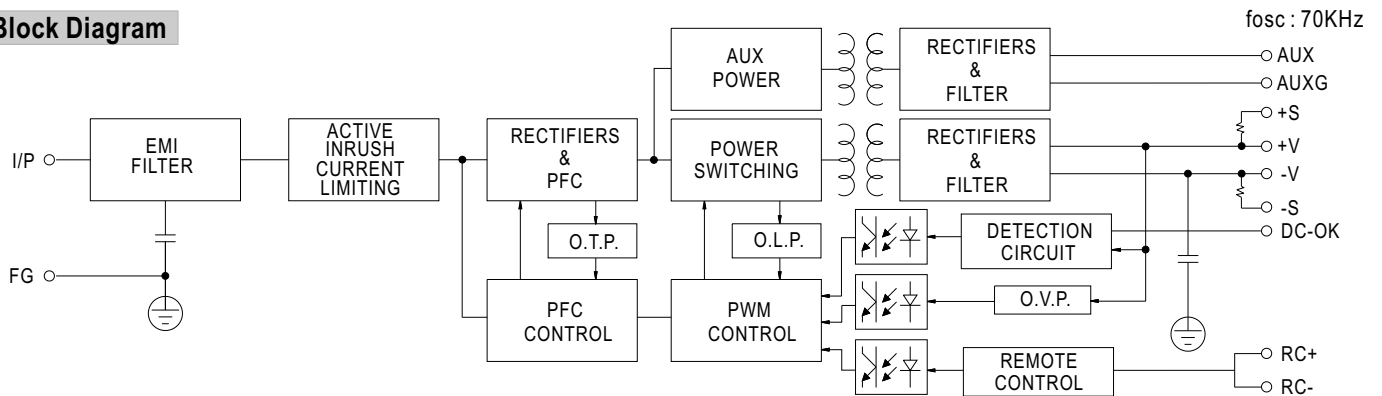 Block Diagram
fosc : 70KHz
I/P
FG
EMI
FILTER
ACTIVE
INRUSH
CURRENT
LIMITING
RECTIFIERS
&
PFC
O.T.P.
PFC
CONTROL
AUX
POWER
POWER
SWITCHING
O.L.P.
PWM
CONTROL
RECTIFIERS
&
FILTER
RECTIFIERS
&
FILTER
DETECTION
CIRCUIT
O.V.P.
REMOTE
CONTROL
AUX
AUXG
+S
+V
-V
-S
DC-OK
RC+
RC-